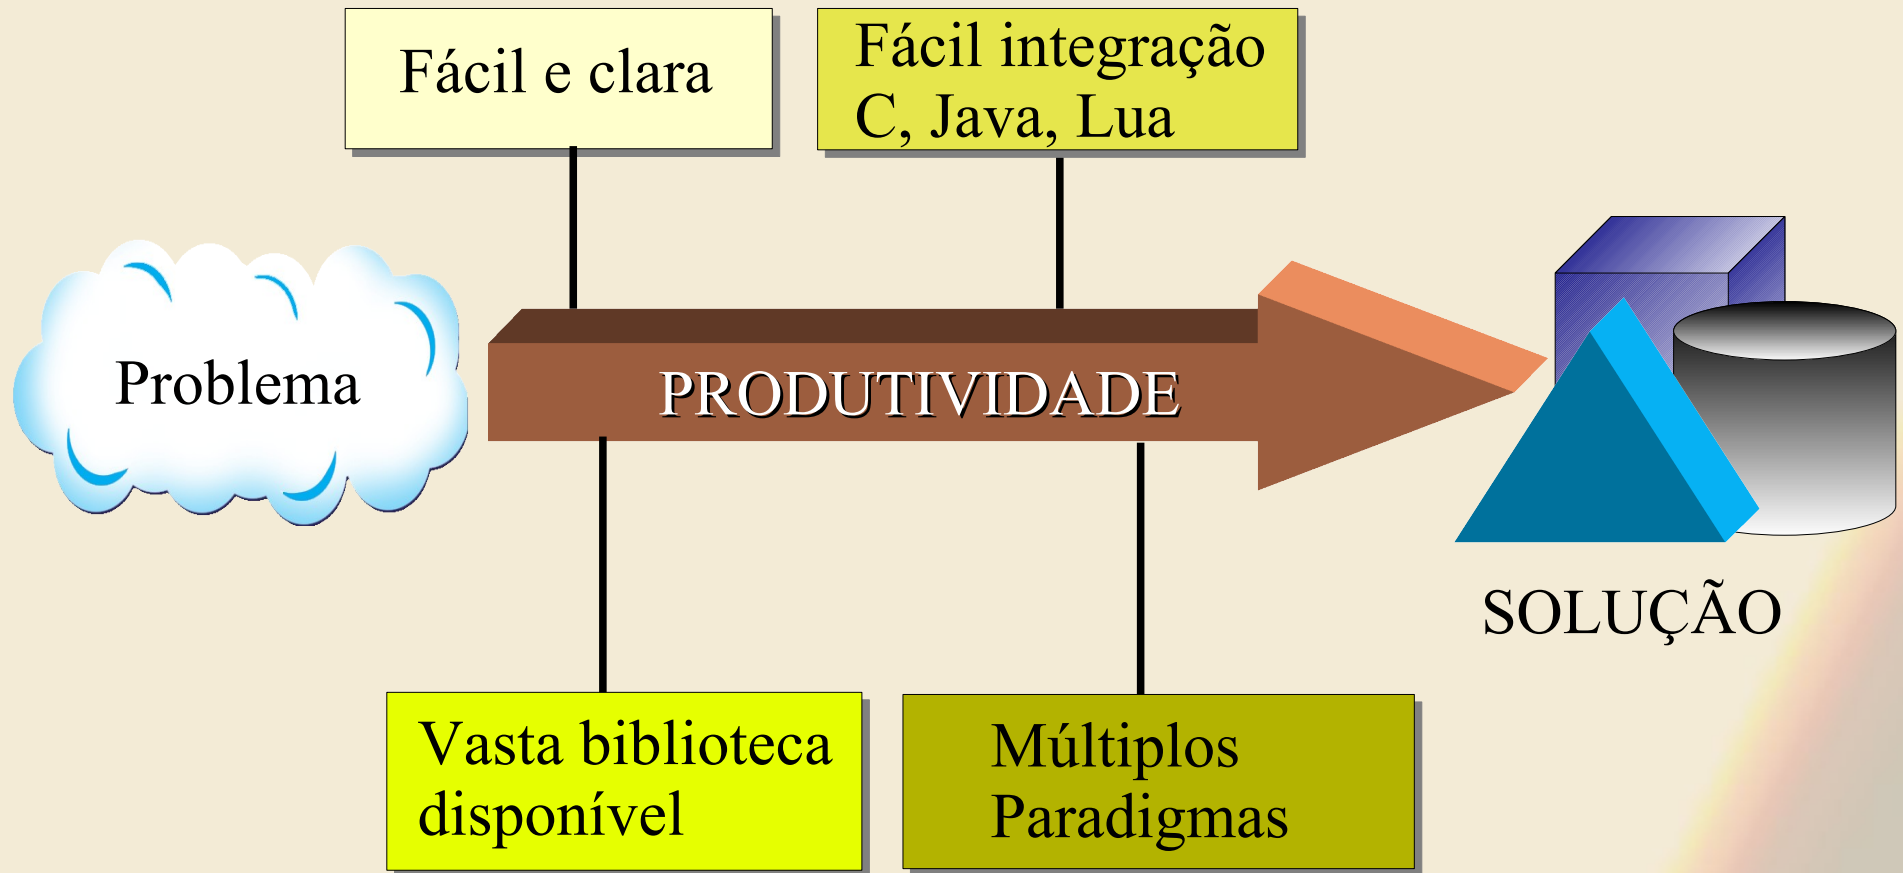 Fácil e clara
Fácil integração
C, Java, Lua
Problema
PRODUTIVIDADE
SOLUÇÃO
Vasta biblioteca
disponível
Múltiplos
Paradigmas